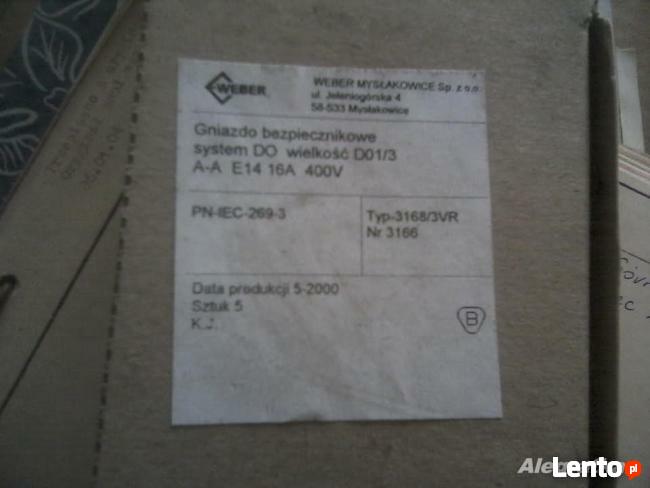 WEBER
WEBER MYSŁAKOWICE Sp. z o.o.
ul. Jeleniogórska 4
58-533 Mysłakowice
Gniazdo bezpiecznikowe
system DO wielkość D01/3
A-A E14 16A 400V
PN-IEC-269-3
Typ-3168/3VR
Nr 3166
Data produkcji 5-2000
Sztuk 5
K.J.
B
Lento.pl